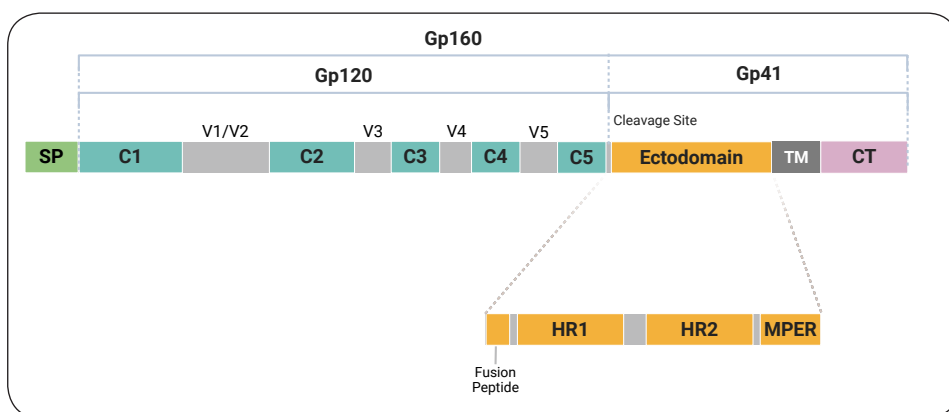 Gp160
Gp120
Gp41
Cleavage Site
V1/V2
V3
V4
V5
SP
C1
C2
C3
C4
C5
Ectodomain
TM
CT
HR1
HR2
MPER
Fusion
Peptide